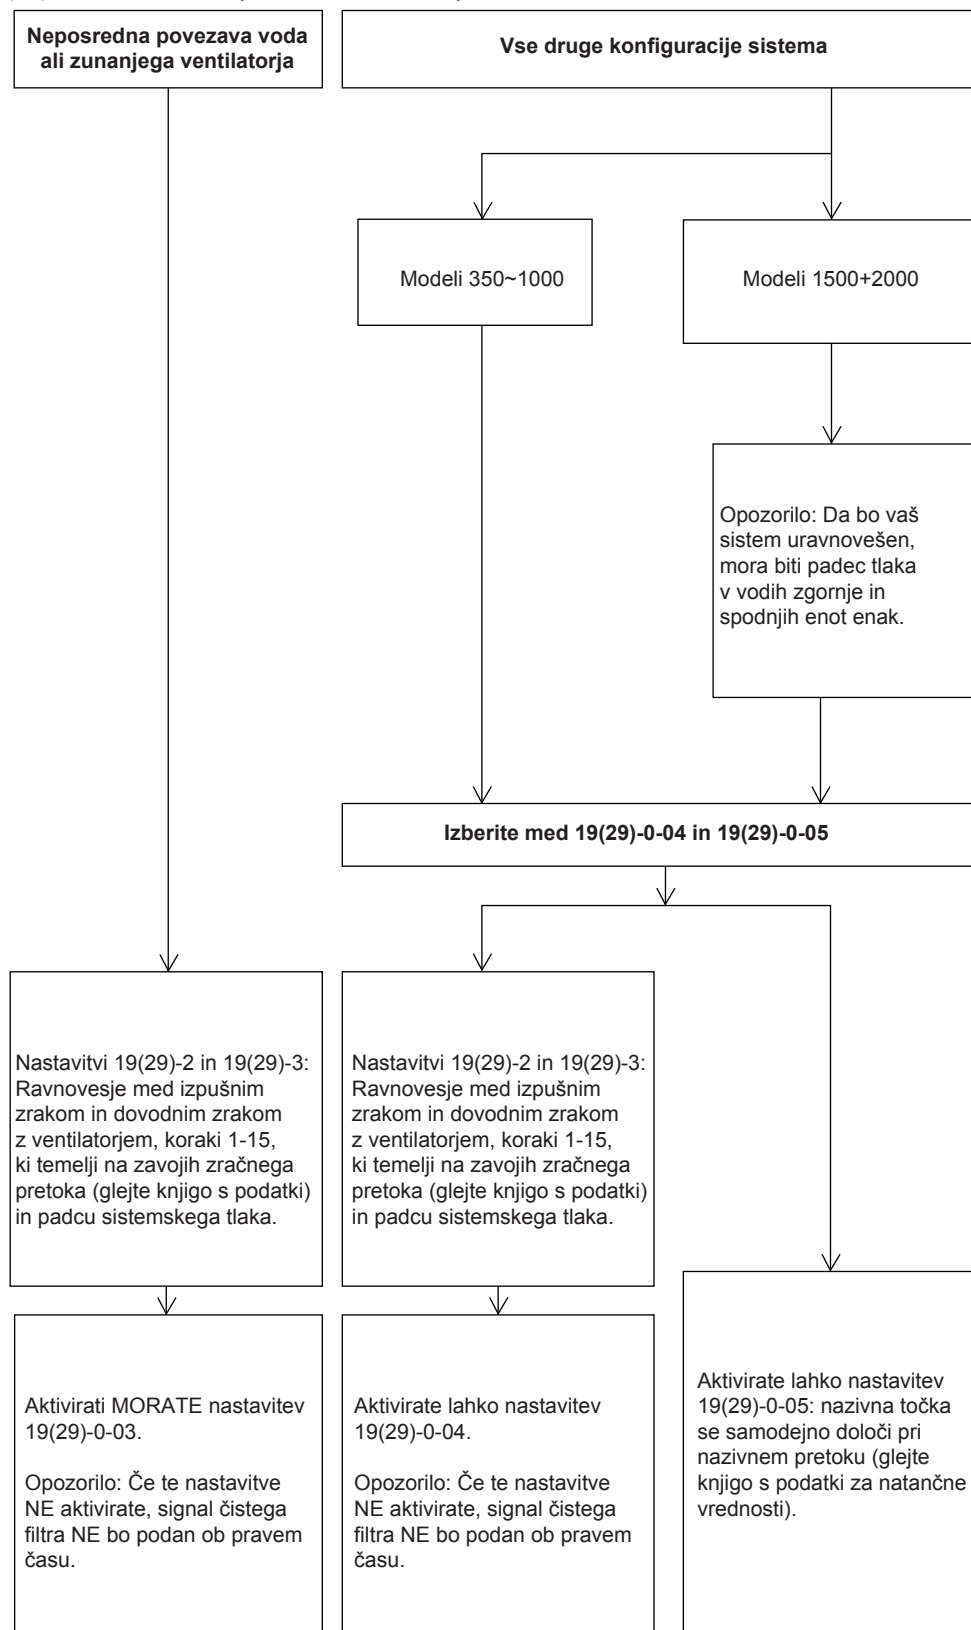 Neposredna povezava voda
ali zunanjega ventilatorja
Vse druge konfiguracije sistema
Modeli 350~1000
Modeli 1500+2000
Opozorilo: Da bo vaš
sistem uravnovešen,
mora biti padec tlaka
v vodih zgornje in
spodnjih enot enak.
Izberite med 19(29)-0-04 in 19(29)-0-05
Nastavitvi 19(29)-2 in 19(29)-3:
Ravnovesje med izpušnim
zrakom in dovodnim zrakom
z ventilatorjem, koraki 1-15,
ki temelji na zavojih zračnega
pretoka (glejte knjigo s podatki)
in padcu sistemskega tlaka.
Nastavitvi 19(29)-2 in 19(29)-3:
Ravnovesje med izpušnim
zrakom in dovodnim zrakom
z ventilatorjem, koraki 1-15,
ki temelji na zavojih zračnega
pretoka (glejte knjigo s podatki)
in padcu sistemskega tlaka.
Aktivirati MORATE nastavitev
19(29)-0-03.
Opozorilo: Če te nastavitve
NE aktivirate, signal čistega
filtra NE bo podan ob pravem
času.
Aktivirate lahko nastavitev
19(29)-0-04.
Opozorilo: Če te nastavitve
NE aktivirate, signal čistega
filtra NE bo podan ob pravem
času.
Aktivirate lahko nastavitev
19(29)-0-05: nazivna točka
se samodejno določi pri
nazivnem pretoku (glejte
knjigo s podatki za natančne
vrednosti).